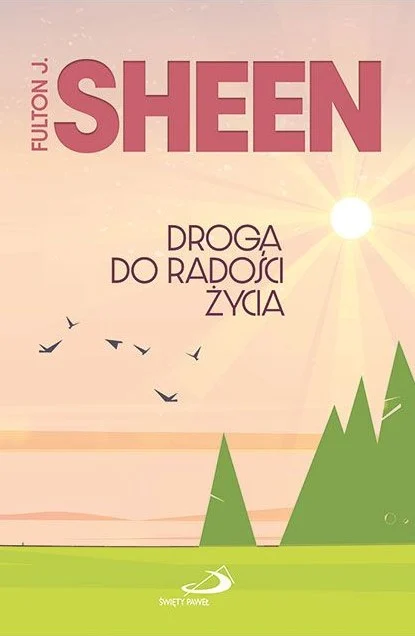 FULTON J.
SHEEN
DROGA
DO RADOŚCI
ŻYCIA
ŚWIĘTY PAWEŁ